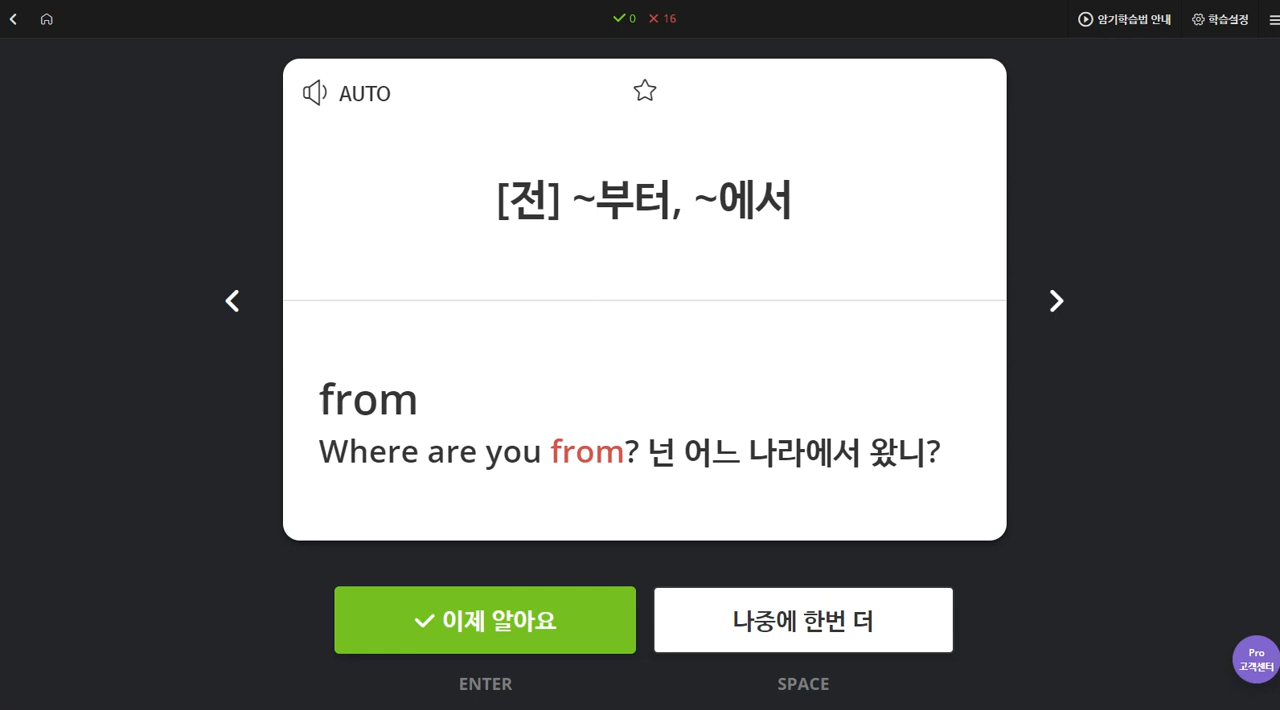 0 16 암기학습법 안내 학습설정
AUTO
[전] ~부터, ~에서
from
Where are you from? 넌 어느 나라에서 왔니?
이제 알아요 나중에 한번 더
ENTER SPACE
Pro
고객센터